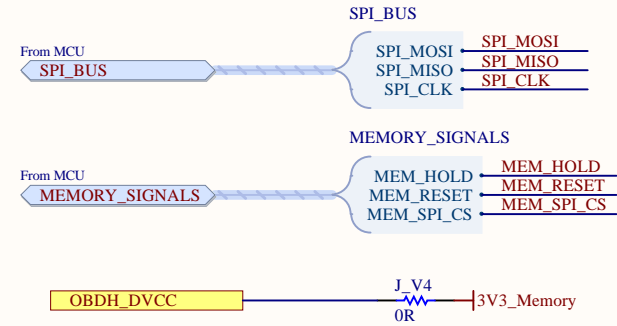 SPI_BUS
From MCU
SPI_BUS
SPI_MOSI SPI_MOSI
SPI_MISO SPI_MISO
SPI_CLK SPI_CLK
MEMORY_SIGNALS
From MCU
MEMORY_SIGNALS
MEM_HOLD MEM_HOLD
MEM_RESET MEM_RESET
MEM_SPI_CS MEM_SPI_CS
J_V4
OBDH_DVCC 3V3_Memory
0R